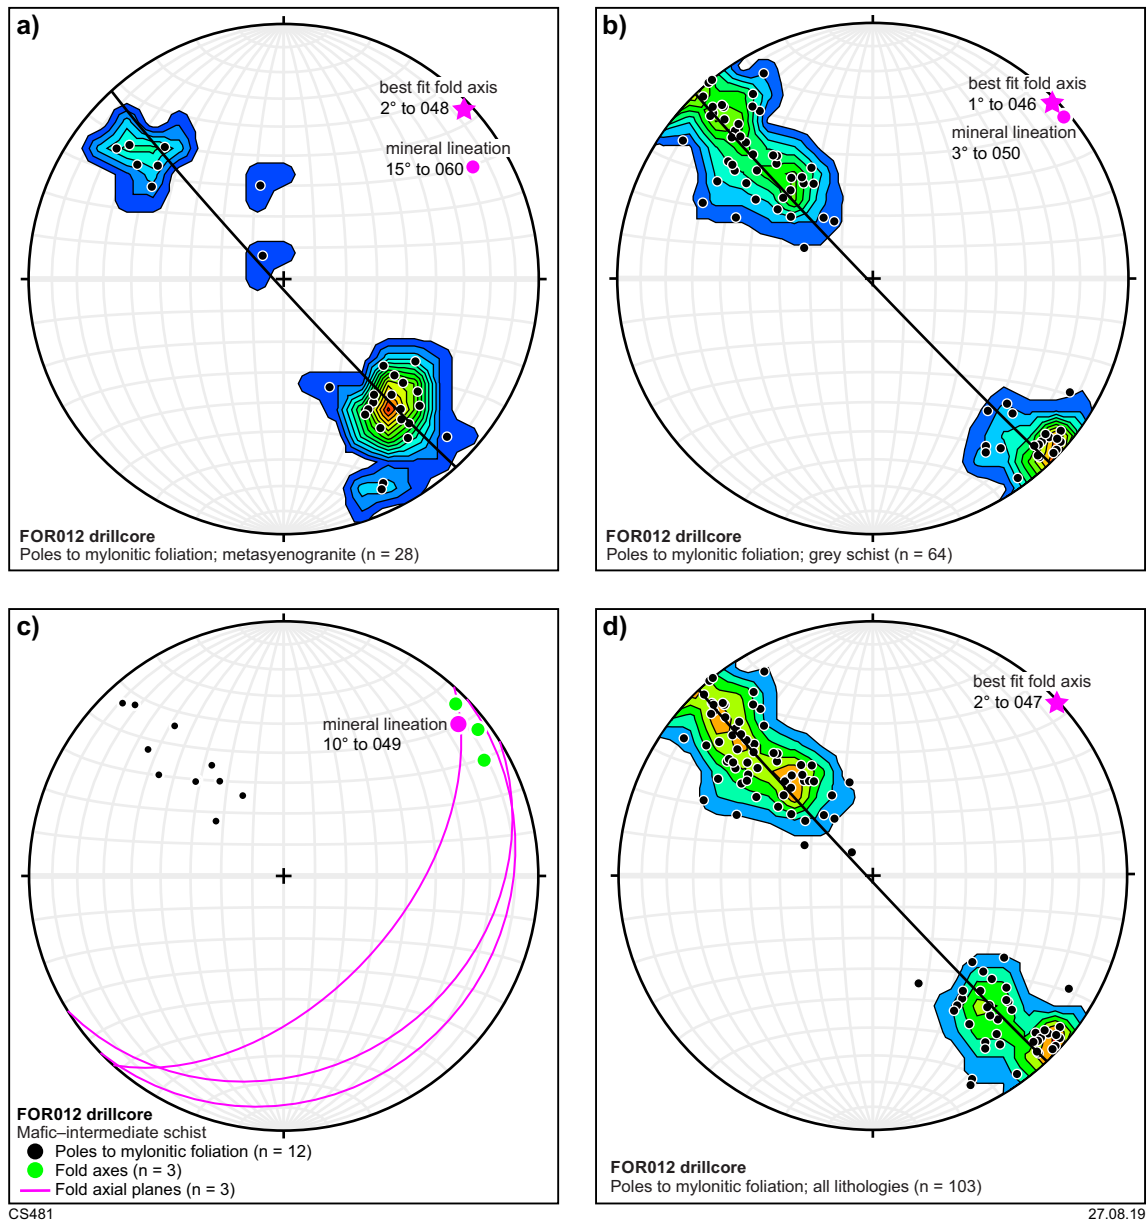 a)
best fit fold axis
2° to 048
mineral lineation
15° to 060
FOR012 drillcore
Poles to mylonitic foliation; metasyenogranite (n = 28)
b)
best fit fold axis
1° to 046
mineral lineation
3° to 050
FOR012 drillcore
Poles to mylonitic foliation; grey schist (n = 64)
c)
mineral lineation
10° to 049
FOR012 drillcore
Mafic–intermediate schist
Poles to mylonitic foliation (n = 12)
Fold axes (n = 3)
Fold axial planes (n = 3)
d)
best fit fold axis
2° to 047
FOR012 drillcore
Poles to mylonitic foliation; all lithologies (n = 103)
CS481
27.08.19